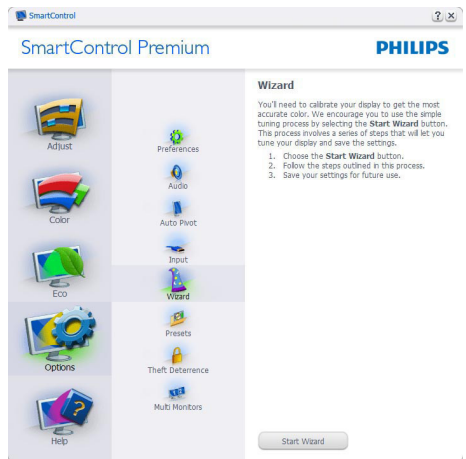 SmartControl
SmartControl Premium
PHILIPS
Adjust
Color
Eco
Options
Help
Preferences
Audio
Auto Pivot
Input
Wizard
Presets
Theft Deterrence
Multi Monitors
Wizard
You'll need to calibrate your display to get the most
accurate color. We encourage you to use the simple
tuning process by selecting the Start Wizard button.
This process involves a series of steps that will let you
tune your display and save the settings.
1. Choose the Start Wizard button.
2. Follow the steps outlined in this process.
3. Save your settings for future use.
Start Wizard